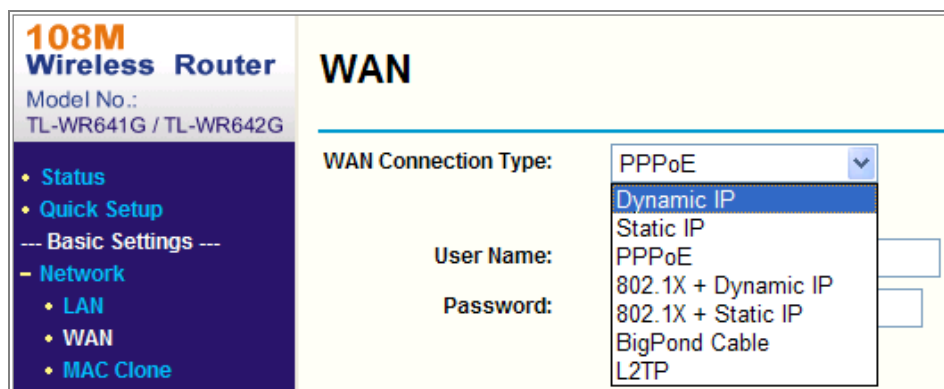 108M
Wireless Router
Model No.:
TL-WR641G / TL-WR642G
Status
Quick Setup
--- Basic Settings ---
Network
LAN
WAN
MAC Clone
WAN
WAN Connection Type:
PPPoE
Dynamic IP
Static IP
PPPoE
802.1X + Dynamic IP
802.1X + Static IP
BigPond Cable
L2TP
User Name:
Password: